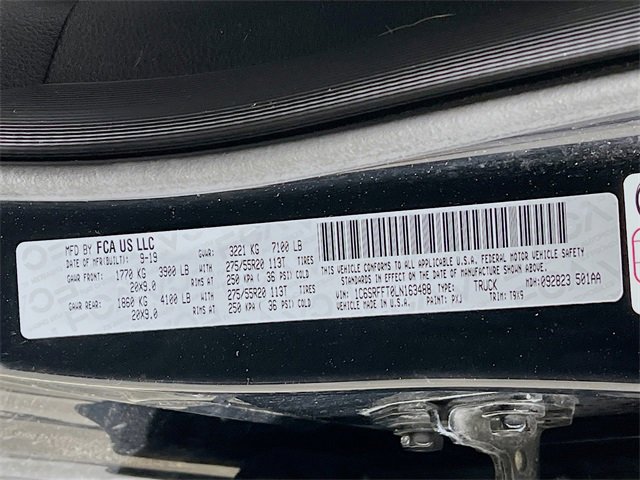 MFD BY FCA US LLC
DATE OF MFR(BUILT): 9-19 GVWR: 3221 KG 7100 LB
GAWR FRONT: 1770 KG 3900 LB WITH 275/55R20 113T TIRES
20X9.0 RIMS AT 250 KPA ( 36 PSI) COLD
GAWR REAR: 1860 KG 4100 LB WITH 275/55R20 113T TIRES
20X9.0 RIMS AT 250 KPA ( 36 PSI) COLD
THIS VEHICLE CONFORMS TO ALL APPLICABLE U.S.A. FEDERAL MOTOR VEHICLE SAFETY
STANDARDS IN EFFECT ON THE DATE OF MANUFACTURE SHOWN ABOVE.
VIN: 1C6SRFFT0LN163488 TYPE: TRUCK MDH: 092823 501AA
VEHICLE MADE IN U.S.A. PAINT: PXJ TRIM: T9X9